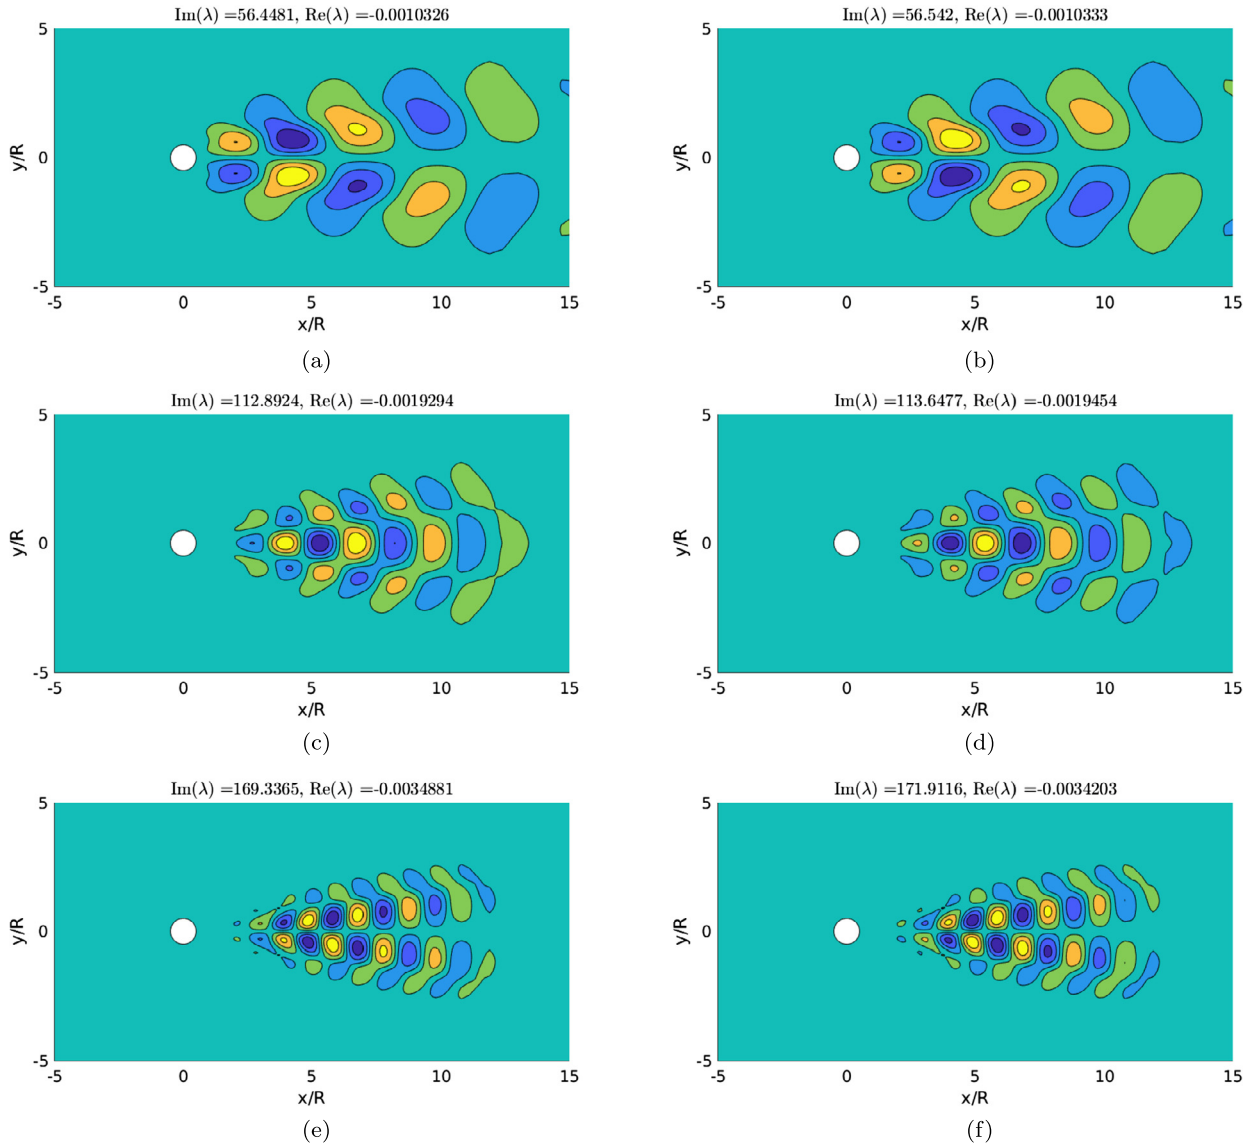 Im(λ) =56.4481, Re(λ) =-0.0010326
5
0
-5
y/R
-5 0 5 10 15
x/R
(a)
Im(λ) =56.542, Re(λ) =-0.0010333
5
0
-5
y/R
-5 0 5 10 15
x/R
(b)
Im(λ) =112.8924, Re(λ) =-0.0019294
5
0
-5
y/R
-5 0 5 10 15
x/R
(c)
Im(λ) =113.6477, Re(λ) =-0.0019454
5
0
-5
y/R
-5 0 5 10 15
x/R
(d)
Im(λ) =169.3365, Re(λ) =-0.0034881
5
0
-5
y/R
-5 0 5 10 15
x/R
(e)
Im(λ) =171.9116, Re(λ) =-0.0034203
5
0
-5
y/R
-5 0 5 10 15
x/R
(f)